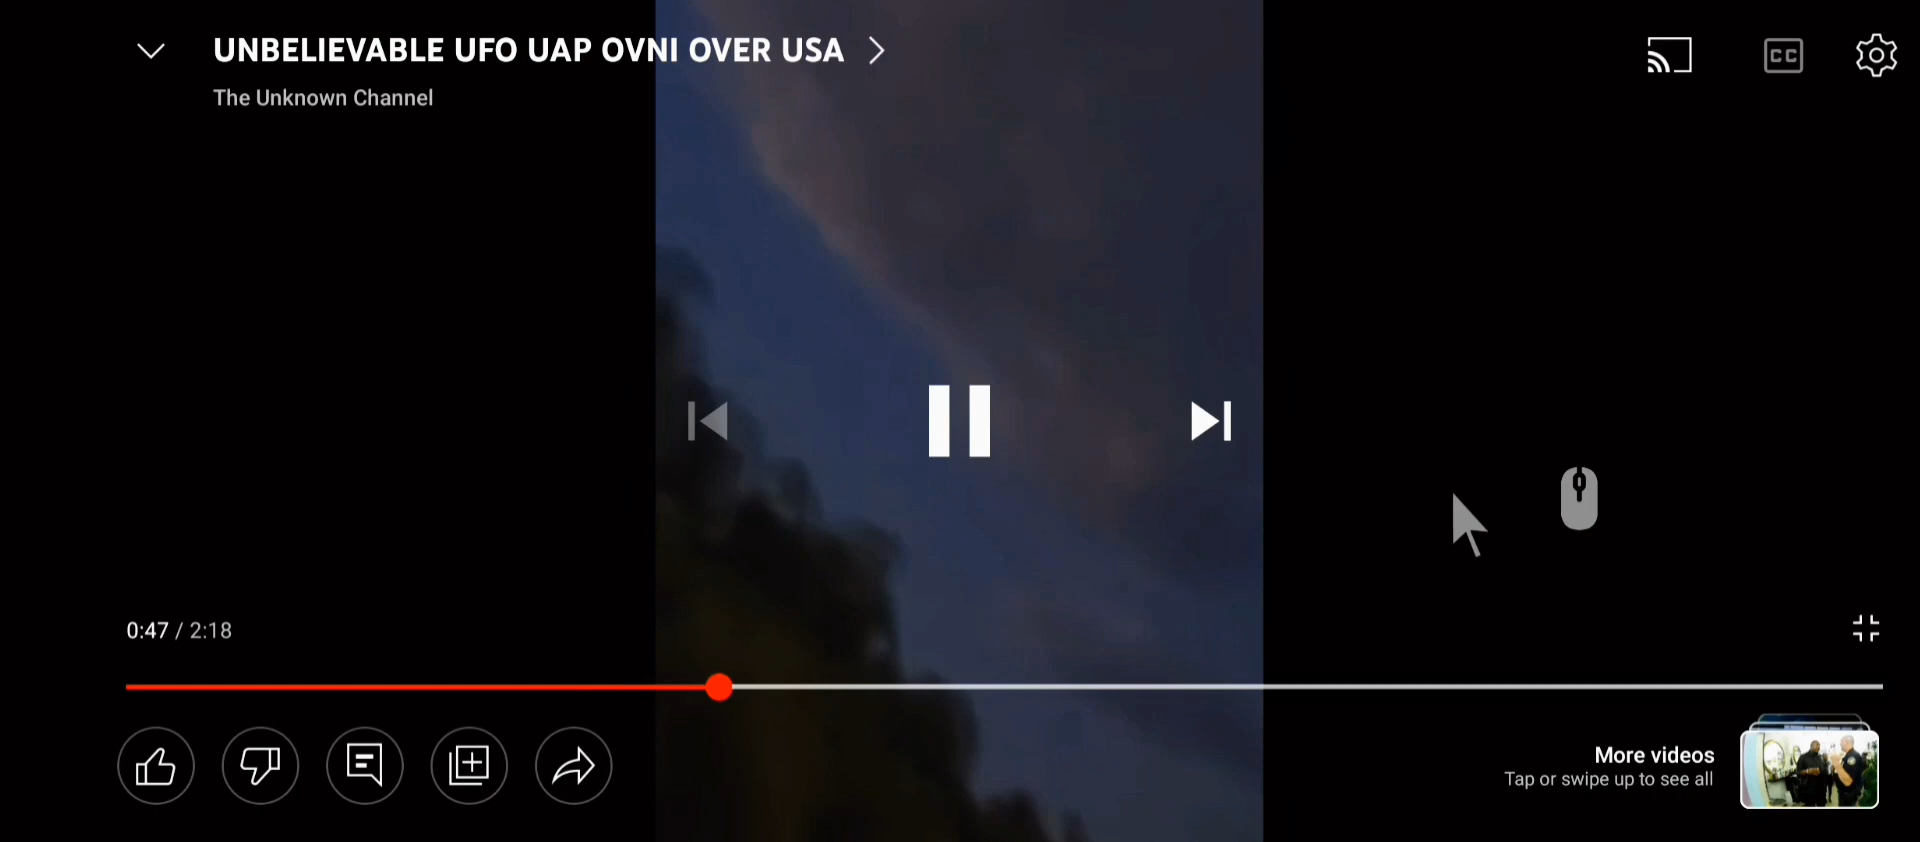 UNBELIEVABLE UFO UAP OVNI OVER USA
The Unknown Channel
CC
0:47 / 2:18
More videos
Tap or swipe up to see all